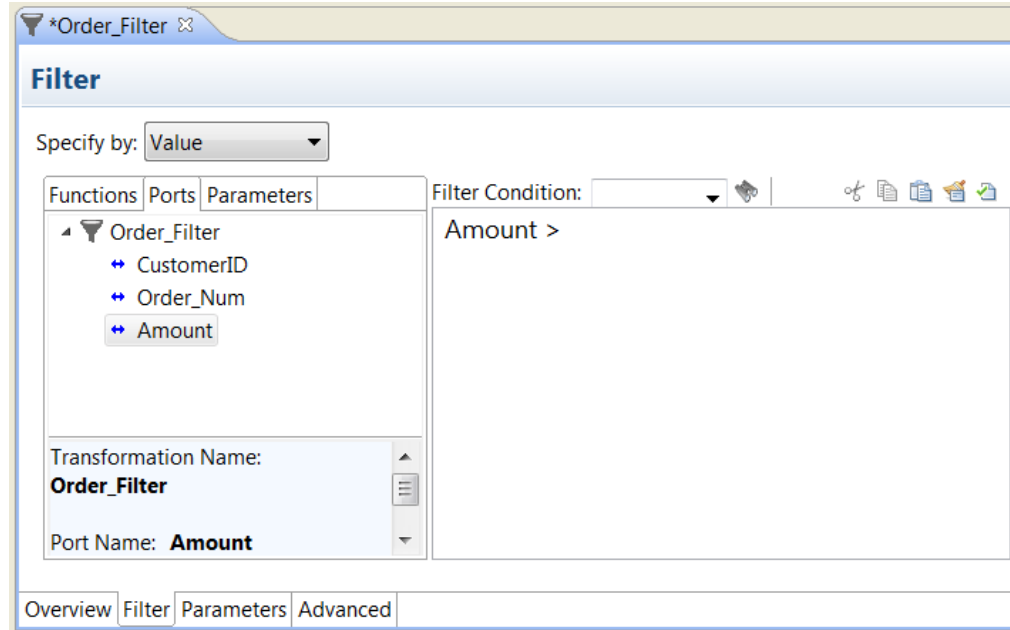 *Order_Filter
Filter
Specify by: Value
Functions Ports Parameters
Filter Condition:
Order_Filter
CustomerID
Order_Num
Amount
Amount >
Transformation Name:
Order_Filter
Port Name: Amount
Overview Filter Parameters Advanced